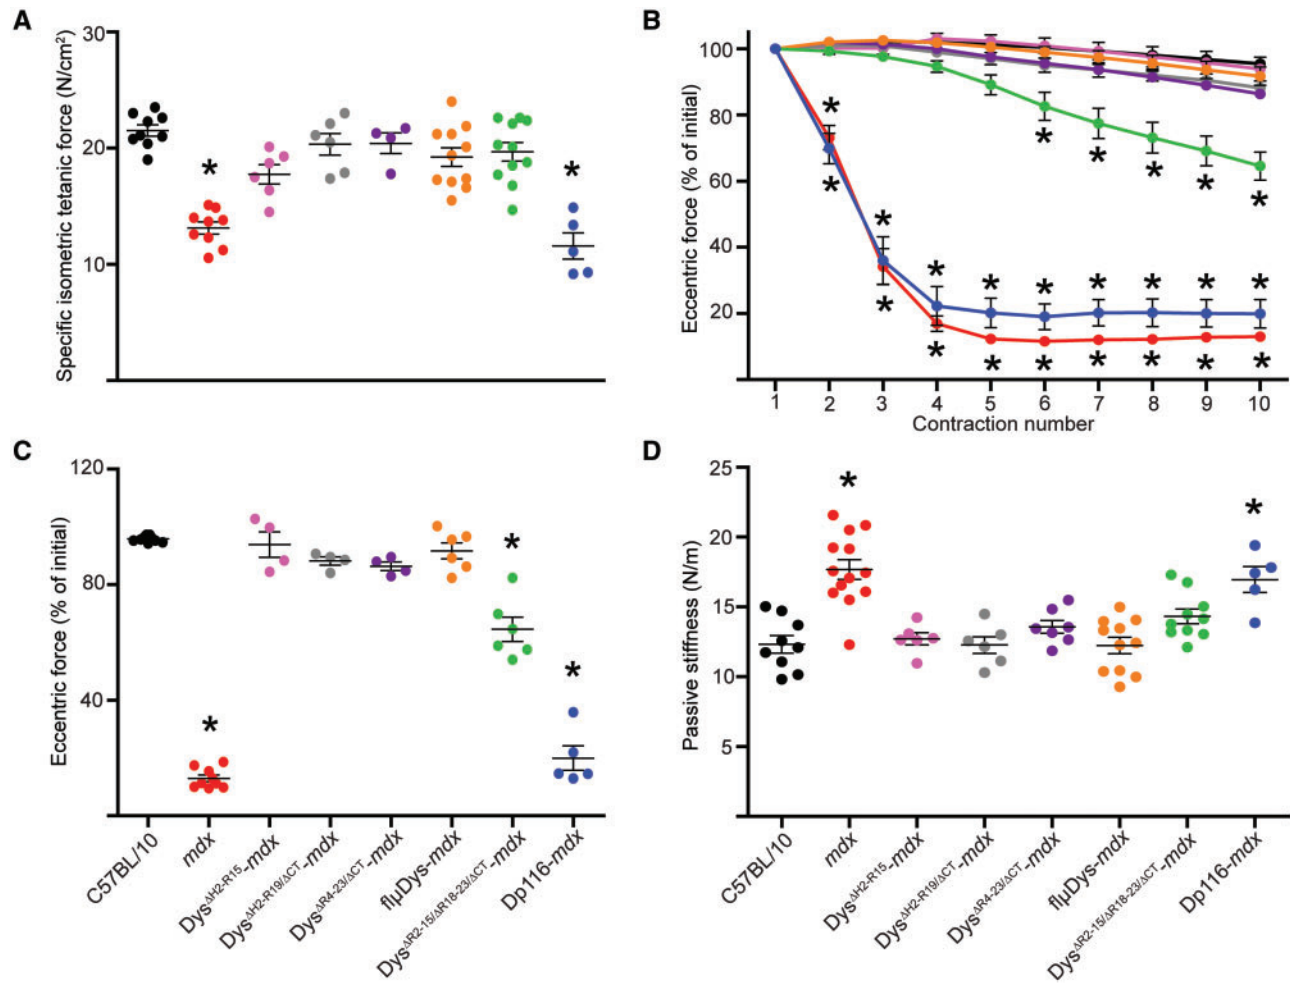 A
Specific isometric tetanic force (N/cm²)
30
20
10
*
*
B
Eccentric force (% of initial)
100
80
60
40
20
* * * * * * * * *
* * * * * * * * *
* * * * *
1 2 3 4 5 6 7 8 9 10
Contraction number
C
Eccentric force (% of initial)
120
80
40
*
*
*
C57BL/10
mdx
Dys^ΔH2-R15-mdx
Dys^ΔH2-R19/ΔCT-mdx
Dys^ΔR4-23/ΔCT-mdx
flµDys-mdx
Dys^ΔR2-15/ΔR18-23/ΔCT-mdx
Dp116-mdx
D
Passive stiffness (N/m)
25
20
15
10
5
*
*
C57BL/10
mdx
Dys^ΔH2-R15-mdx
Dys^ΔH2-R19/ΔCT-mdx
Dys^ΔR4-23/ΔCT-mdx
flµDys-mdx
Dys^ΔR2-15/ΔR18-23/ΔCT-mdx
Dp116-mdx